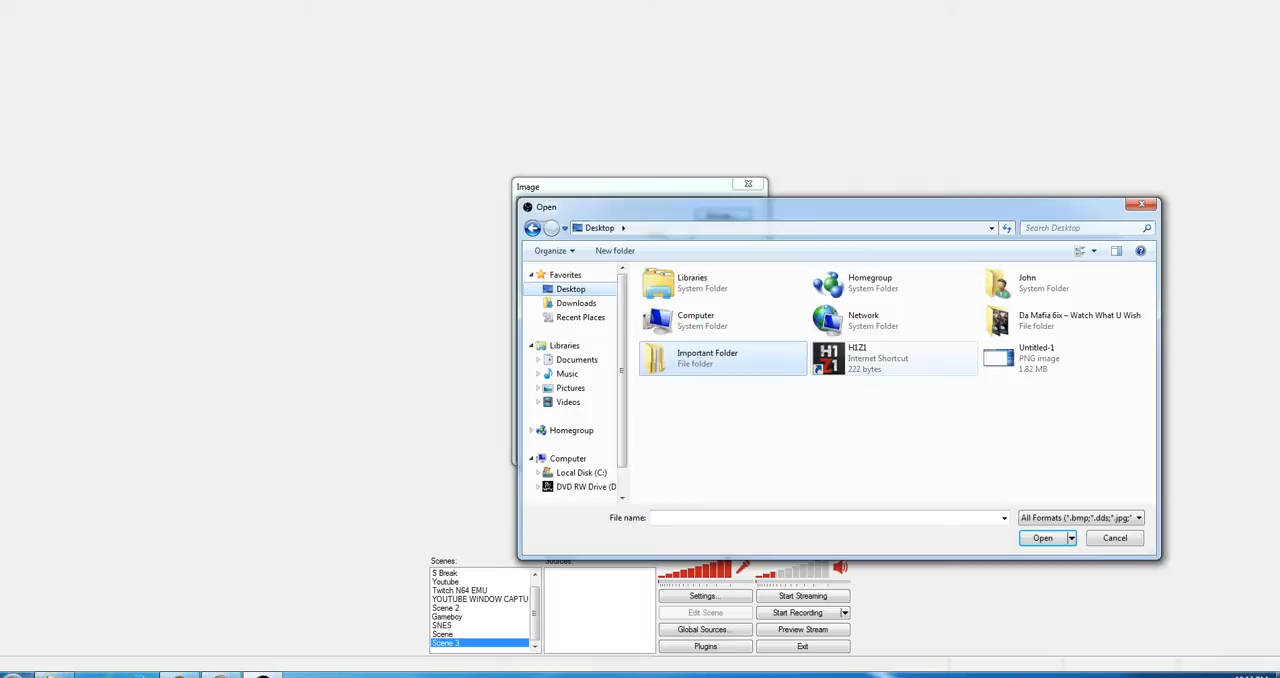 Image
Open
Desktop
Search Desktop
Organize
New folder
Favorites
Desktop
Downloads
Recent Places
Libraries
Documents
Music
Pictures
Videos
Homegroup
Computer
Local Disk (C:)
DVD RW Drive (D
Libraries
System Folder
Homegroup
System Folder
John
System Folder
Computer
System Folder
Network
System Folder
Da Mafia 6ix – Watch What U Wish
File folder
Important Folder
File folder
H1Z1
Internet Shortcut
222 bytes
Untitled-1
PNG image
1.82 MB
File name:
All Formats (*.bmp;*.dds;*.jpg;*
Open
Cancel
Scenes:
Sources:
S Break
Youtube
Twitch N64 EMU
YOUTUBE WINDOW CAPTU
Scene 2
Gameboy
SNES
Scene
Scene 3
Settings...
Start Streaming
Edit Scene
Start Recording
Global Sources...
Preview Stream
Plugins
Exit